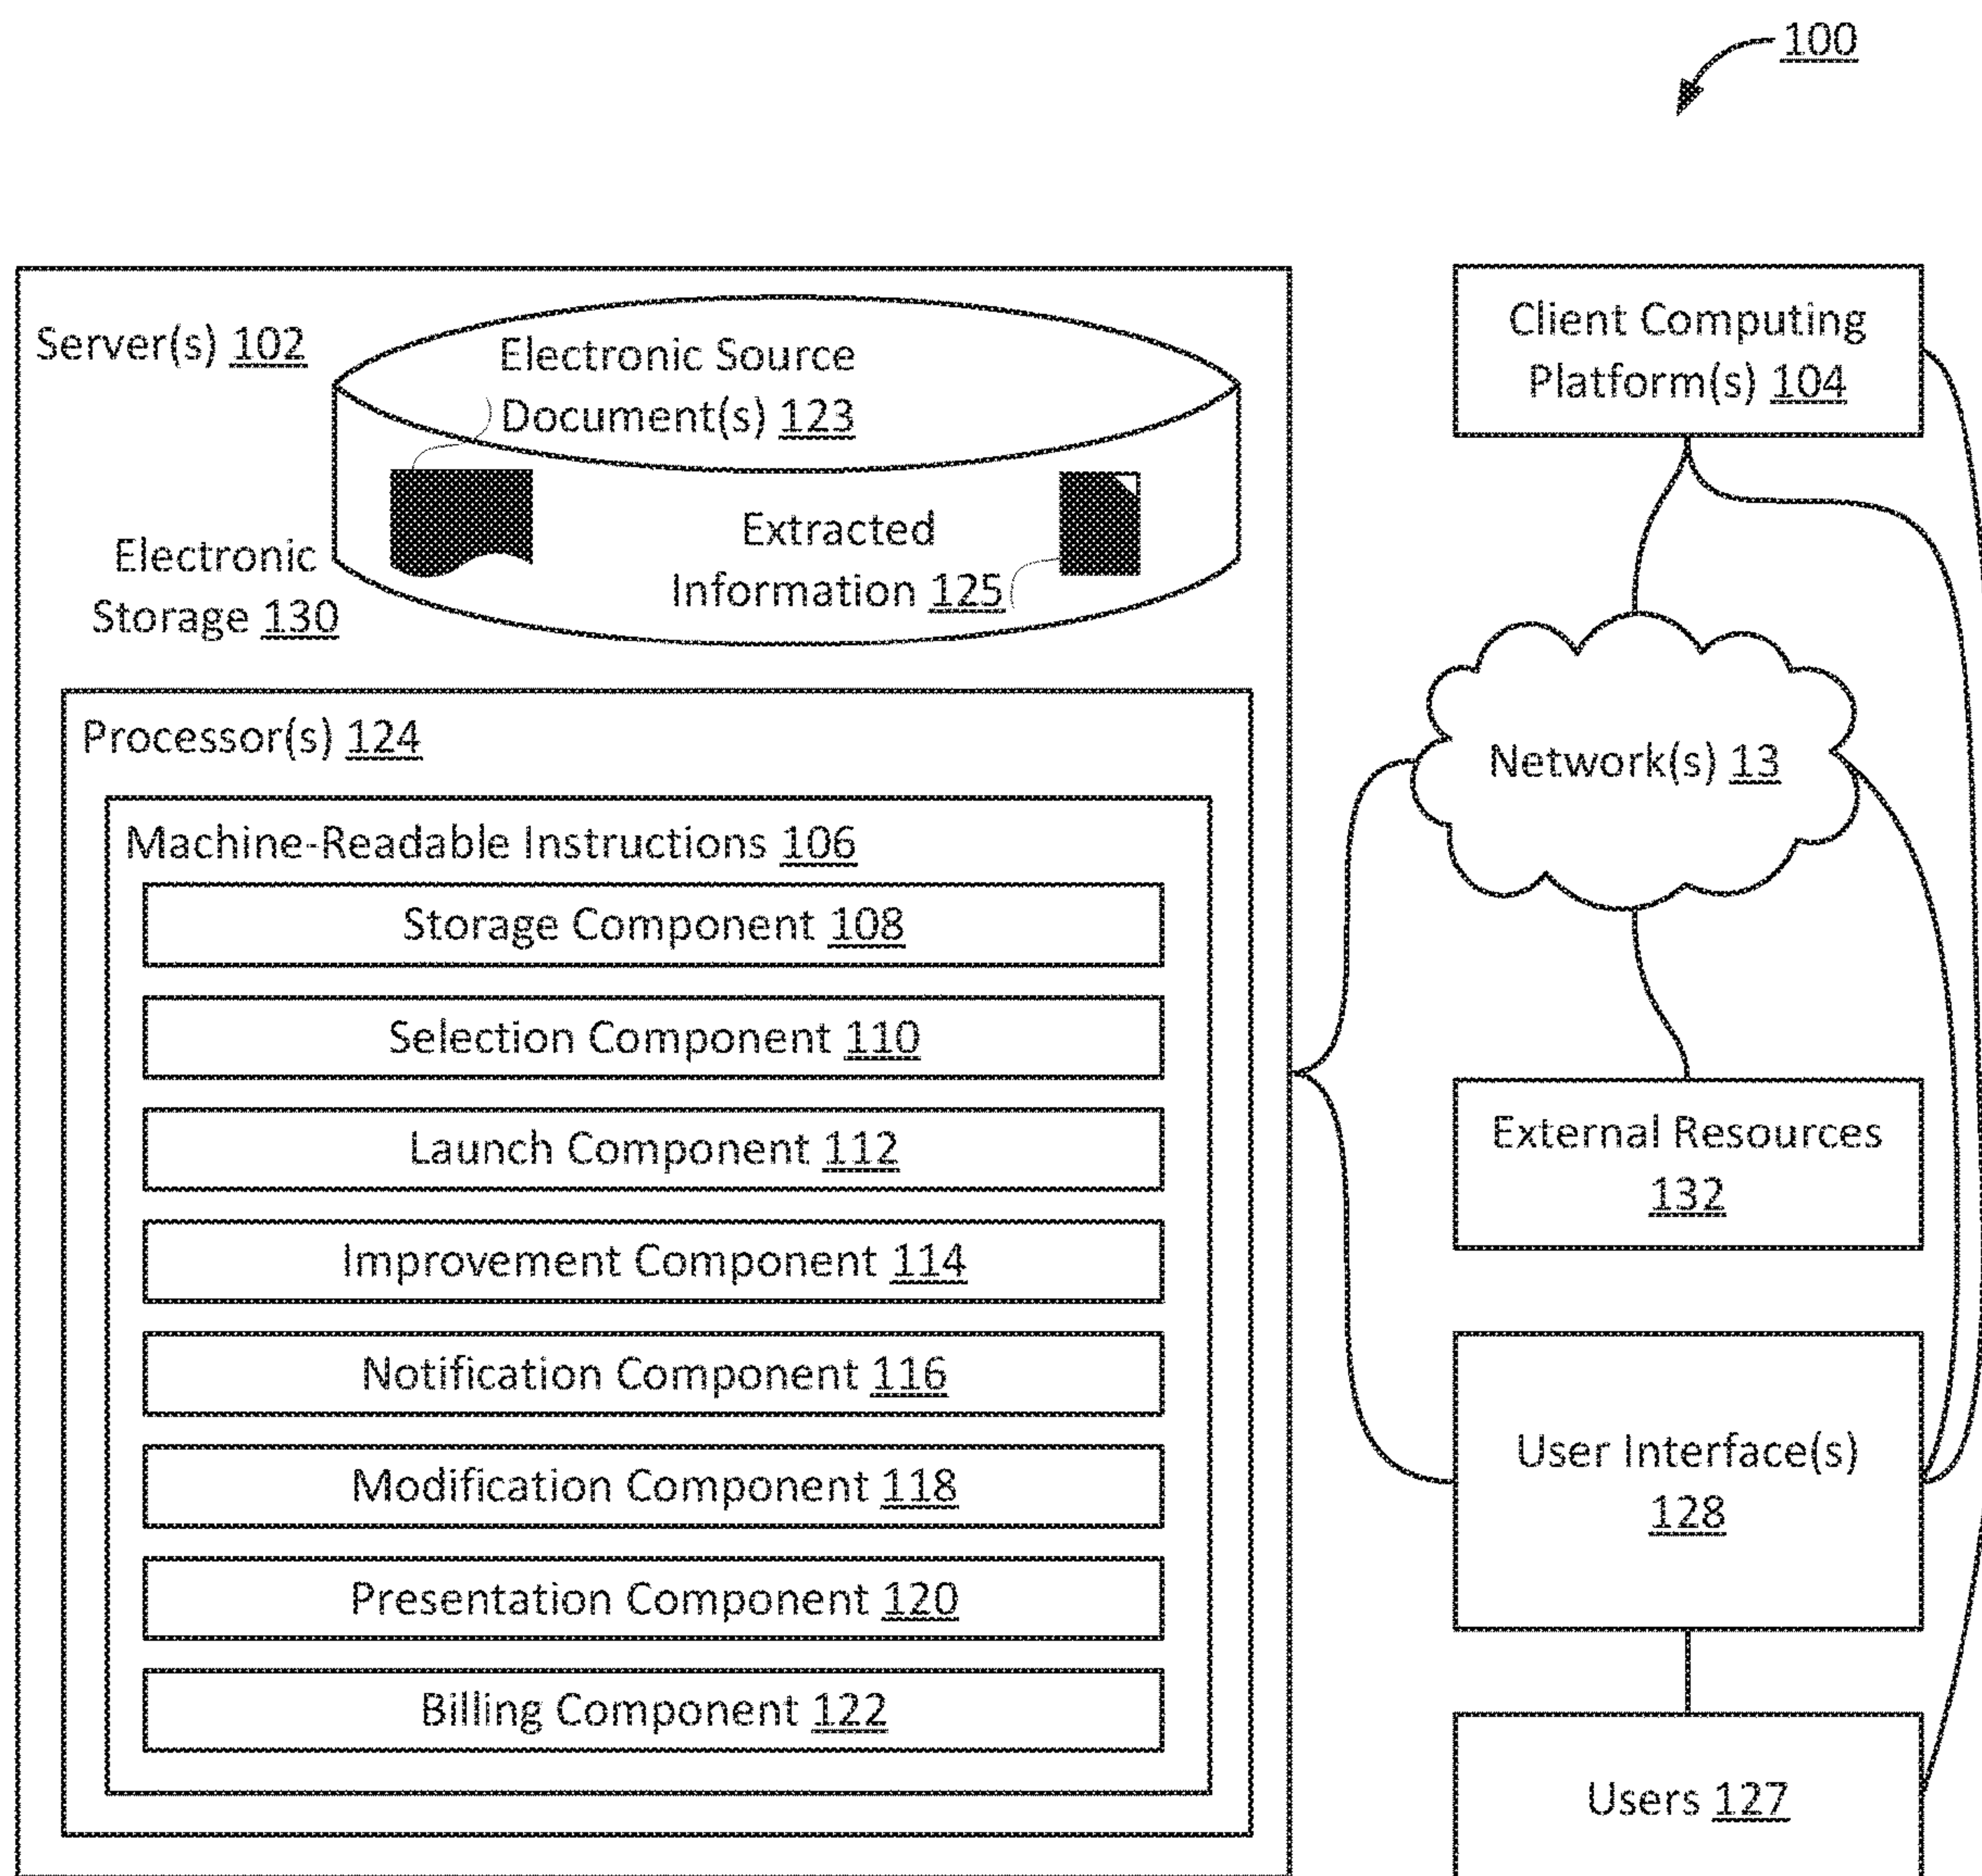 100
Server(s) 102
Electronic Source
Document(s) 123
Extracted
Information 125
Electronic
Storage 130
Processor(s) 124
Machine-Readable Instructions 106
Storage Component 108
Selection Component 110
Launch Component 112
Improvement Component 114
Notification Component 116
Modification Component 118
Presentation Component 120
Billing Component 122
Client Computing
Platform(s) 104
Network(s) 13
External Resources
132
User Interface(s)
128
Users 127